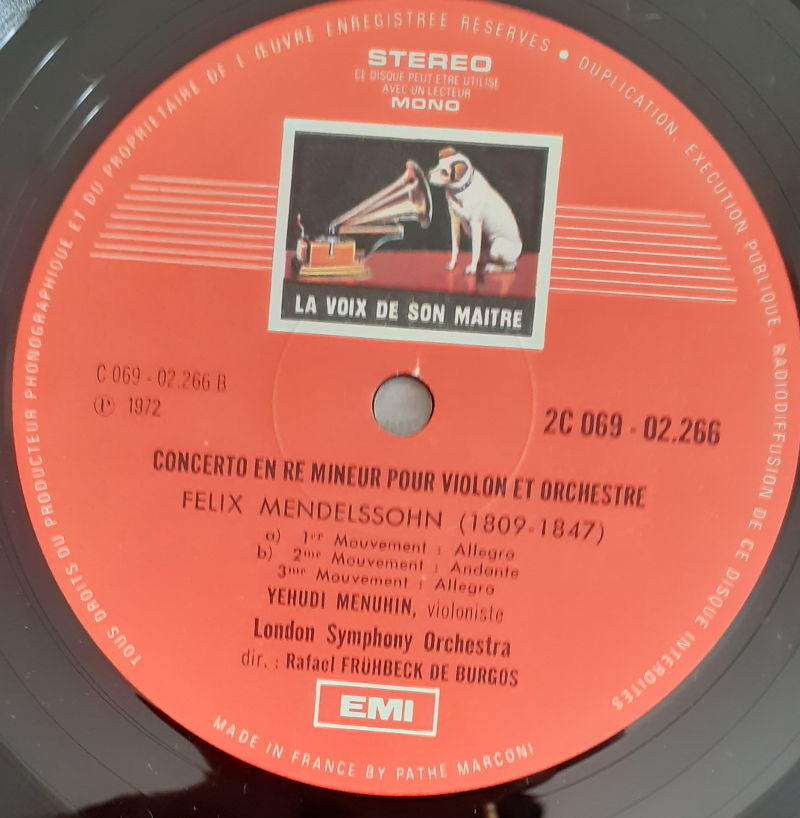 TOUS DROITS DU PRODUCTEUR PHONOGRAPHIQUE ET DU PROPRIETAIRE DE L'ŒUVRE ENREGISTREE RESERVES • DUPLICATION, EXECUTION PUBLIQUE, RADIODIFFUSION DE CE DISQUE INTERDITES
STEREO
CE DISQUE PEUT ETRE UTILISE
AVEC UN LECTEUR
MONO
LA VOIX DE SON MAITRE
C 069 - 02.266 B
℗ 1972
2C 069 - 02.266
CONCERTO EN RE MINEUR POUR VIOLON ET ORCHESTRE
FELIX MENDELSSOHN (1809-1847)
a) 1er Mouvement : Allegro
b) 2me Mouvement : Andante
3me Mouvement : Allegro
YEHUDI MENUHIN, violoniste
London Symphony Orchestra
dir. : Rafael FRÜHBECK DE BURGOS
EMI
MADE IN FRANCE BY PATHE MARCONI